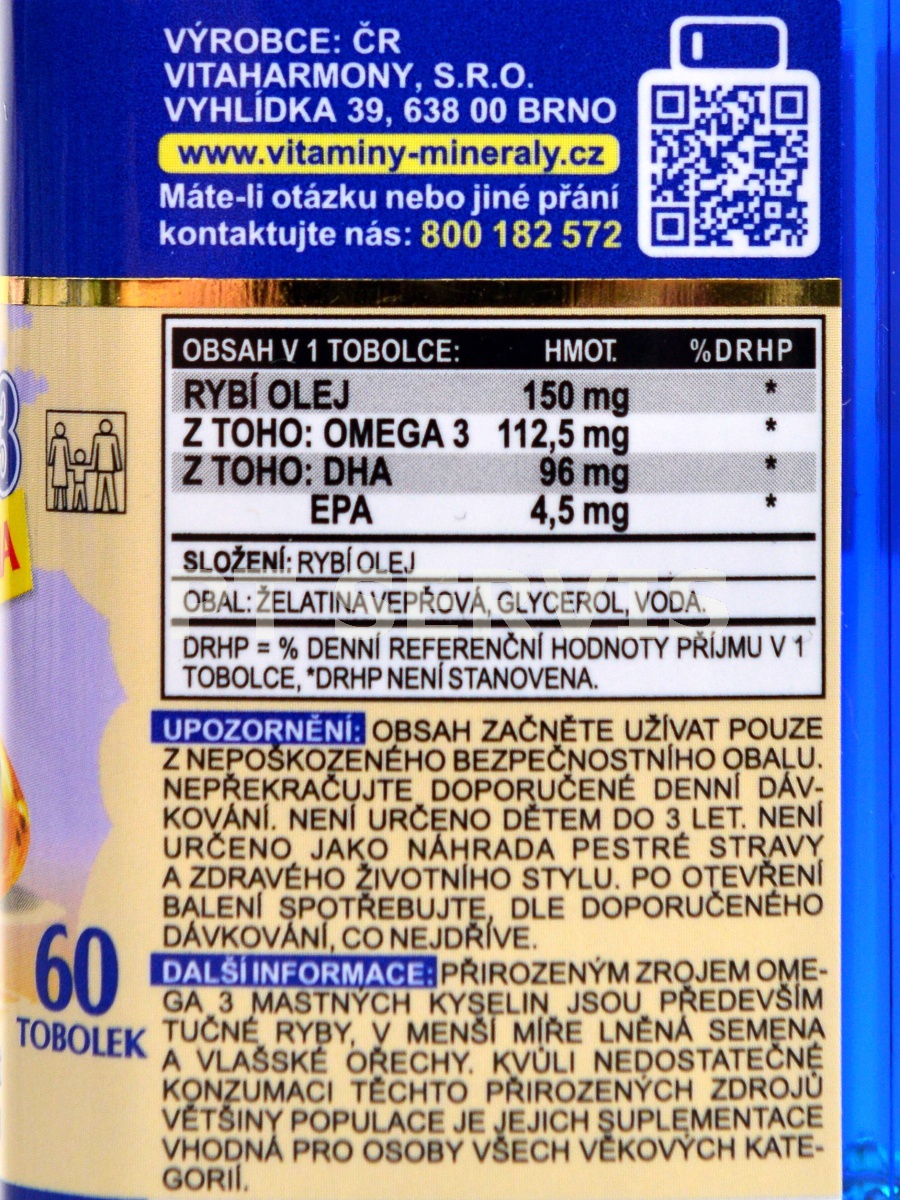 VÝROBCE: ČR
VITAHARMONY, S.R.O.
VYHLÍDKA 39, 638 00 BRNO
www.vitaminy-mineraly.cz
Máte-li otázku nebo jiné přání
kontaktujte nás: 800 182 572
OBSAH V 1 TOBOLCE: HMOT. %DRHP
RYBÍ OLEJ 150 mg *
Z TOHO: OMEGA 3 112,5 mg *
Z TOHO: DHA 96 mg *
EPA 4,5 mg *
SLOŽENÍ: RYBÍ OLEJ
PT SERVIS
OBAL: ŽELATINA VEPŘOVÁ, GLYCEROL, VODA.
DRHP = % DENNÍ REFERENČNÍ HODNOTY PŘÍJMU V 1
TOBOLCE, *DRHP NENÍ STANOVENA.
UPOZORNĚNÍ: OBSAH ZAČNĚTE UŽÍVAT POUZE
Z NEPOŠKOZENÉHO BEZPEČNOSTNÍHO OBALU.
NEPŘEKRAČUJTE DOPORUČENÉ DENNÍ DÁV-
KOVÁNÍ. NENÍ URČENO DĚTEM DO 3 LET. NENÍ
URČENO JAKO NÁHRADA PESTRÉ STRAVY
A ZDRAVÉHO ŽIVOTNÍHO STYLU. PO OTEVŘENÍ
BALENÍ SPOTŘEBUJTE, DLE DOPORUČENÉHO
DÁVKOVÁNÍ, CO NEJDŘÍVE.
DALŠÍ INFORMACE: PŘIROZENÝM ZROJEM OME-
GA 3 MASTNÝCH KYSELIN JSOU PŘEDEVŠÍM
TUČNÉ RYBY, V MENŠÍ MÍŘE LNĚNÁ SEMENA
A VLAŠSKÉ OŘECHY. KVŮLI NEDOSTATEČNÉ
KONZUMACI TĚCHTO PŘIROZENÝCH ZDROJŮ
VĚTŠINY POPULACE JE JEJICH SUPLEMENTACE
VHODNÁ PRO OSOBY VŠECH VĚKOVÝCH KATE-
GORIÍ.
60
TOBOLEK